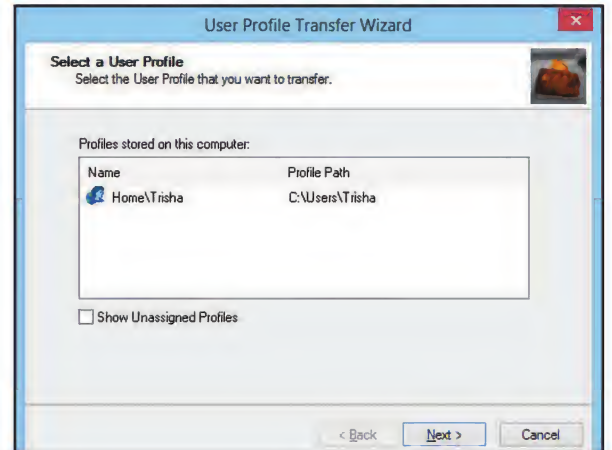 User Profile Transfer Wizard
Select a User Profile
Select the User Profile that you want to transfer.
Profiles stored on this computer:
Name Profile Path
Home\Trisha C:\Users\Trisha
Show Unassigned Profiles
< Back Next > Cancel